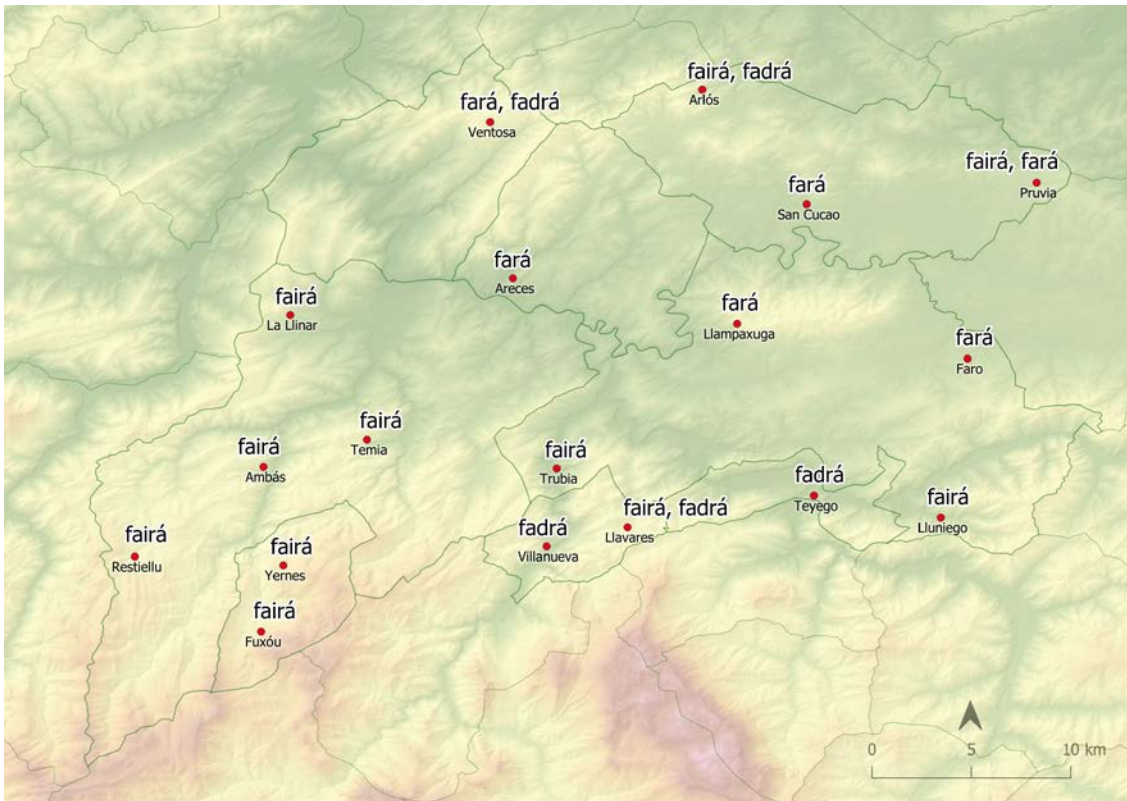 fairá, fadrá
Arlós
fará, fadrá
Ventosa
fairá, fará
Pruvia
fará
San Cucao
fará
Areces
fairá
La Llinar
fará
Llampaxuga
fará
Faro
fairá
Temia
fairá
Ambás
fairá
Trubia
fadrá
Teyego
fairá, fadrá
Llavares
fairá
Lluniego
fadrá
Villanueva
fairá
Restiellu
fairá
Yernes
fairá
Fuxóu
0 5 10 km